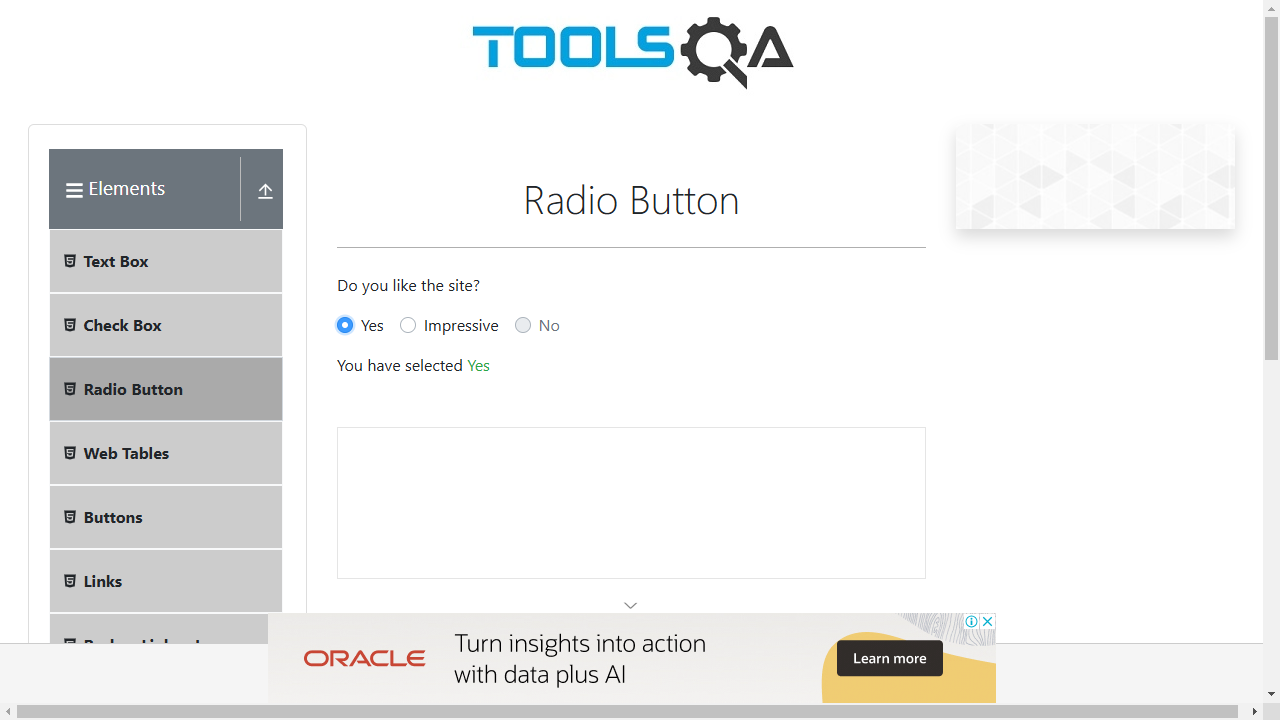 TOOLSQA
Elements
Text Box
Check Box
Radio Button
Web Tables
Buttons
Links
Radio Button
Do you like the site?
Yes Impressive No
You have selected Yes
ORACLE
Turn insights into action
with data plus AI
Learn more